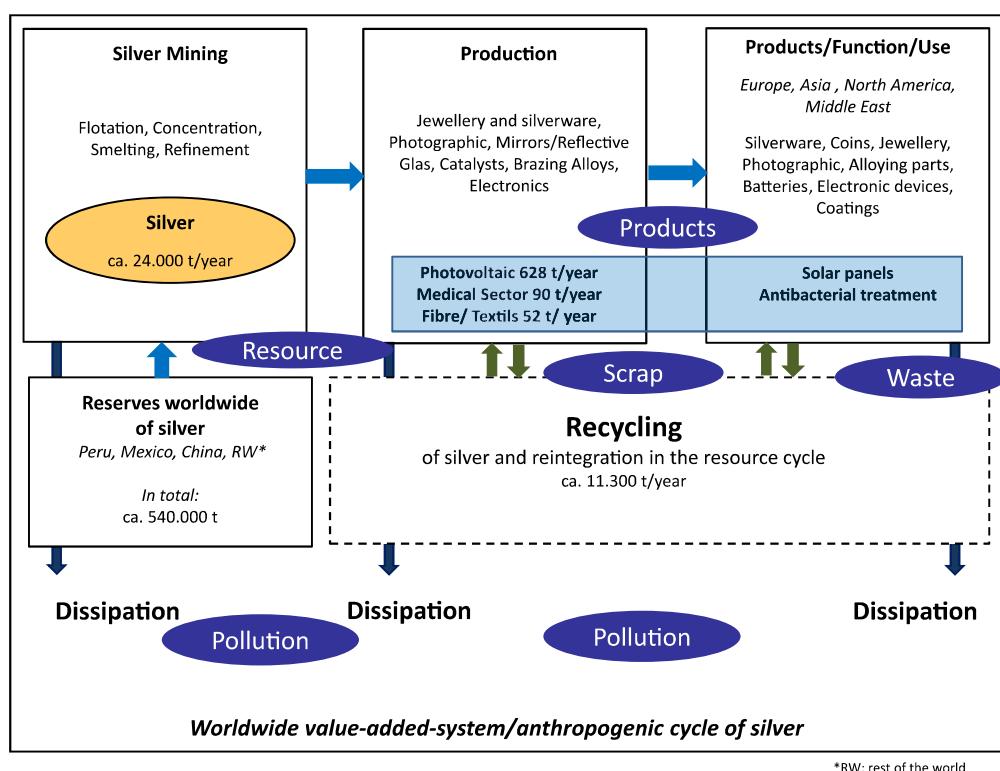 Silver Mining
Flotation, Concentration,
Smelting, Refinement
Silver
ca. 24.000 t/year
Production
Jewellery and silverware,
Photographic, Mirrors/Reflective
Glas, Catalysts, Brazing Alloys,
Electronics
Products/Function/Use
Europe, Asia , North America,
Middle East
Silverware, Coins, Jewellery,
Photographic, Alloying parts,
Batteries, Electronic devices,
Coatings
Products
Photovoltaic 628 t/year
Medical Sector 90 t/year
Fibre/ Textils 52 t/ year
Solar panels
Antibacterial treatment
Resource
Scrap
Waste
Reserves worldwide
of silver
Peru, Mexico, China, RW*
In total:
ca. 540.000 t
Recycling
of silver and reintegration in the resource cycle
ca. 11.300 t/year
Dissipation
Dissipation
Dissipation
Pollution
Pollution
Worldwide value-added-system/anthropogenic cycle of silver
*RW: rest of the world